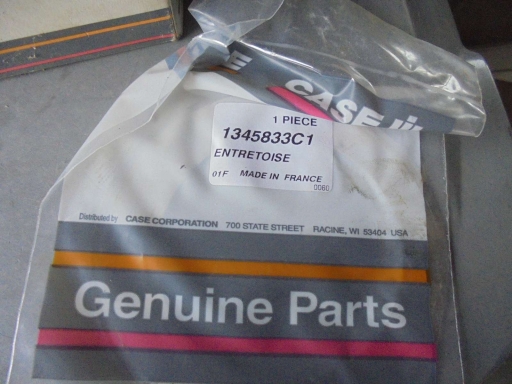 CASE
1 PIECE
1345833C1
ENTRETOISE
01F MADE IN FRANCE
0060
Distributed by CASE CORPORATION 700 STATE STREET RACINE, WI 53404 USA
Genuine Parts